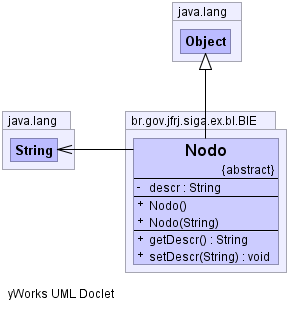 java.lang
Object
java.lang
String
br.gov.jfrj.siga.ex.bl.BIE
Nodo
{abstract}
- descr : String
+ Nodo()
+ Nodo(String)
+ getDescr() : String
+ setDescr(String) : void
yWorks UML Doclet